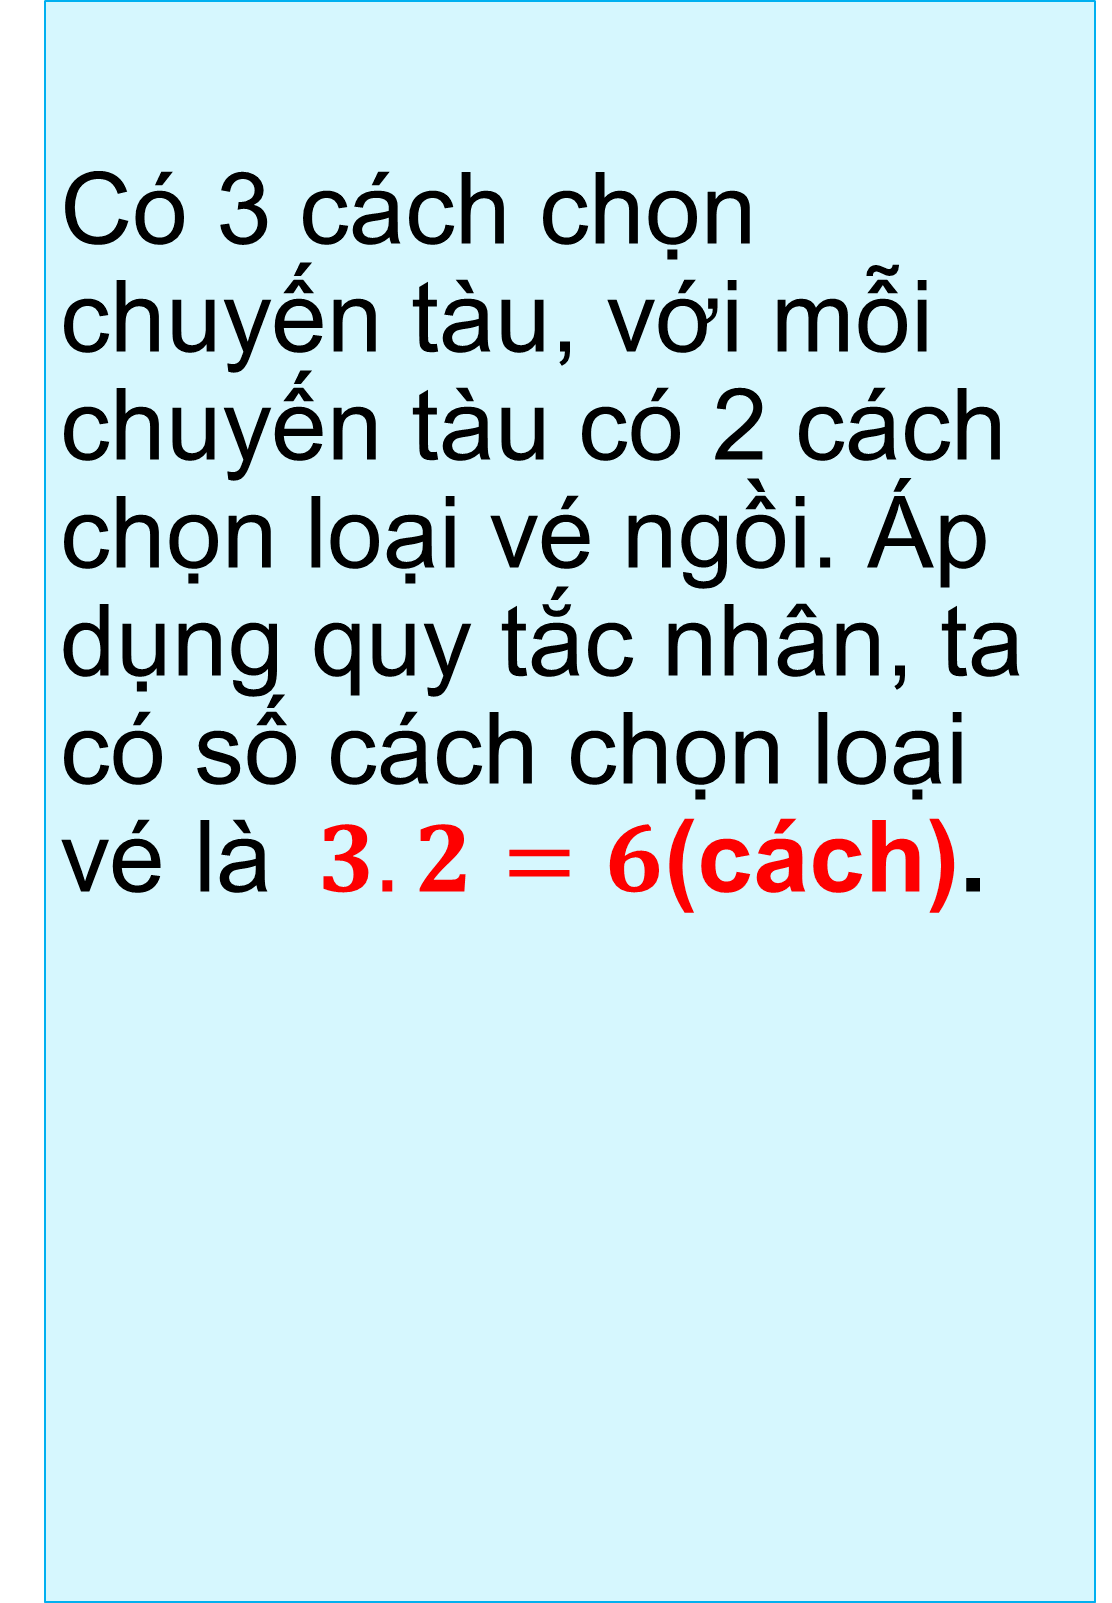 Có 3 cách chọn
chuyến tàu, với mỗi
chuyến tàu có 2 cách
chọn loại vé ngồi. Áp
dụng quy tắc nhân, ta
có số cách chọn loại
vé là 3. 2 = 6(cách).